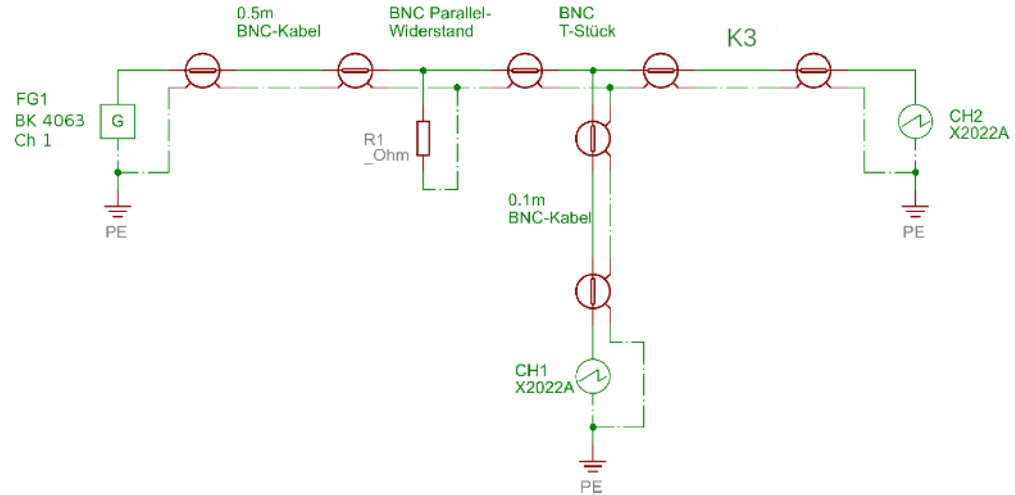 0.5m
BNC-Kabel
BNC Parallel-
Widerstand
BNC
T-Stück
K3
FG1
BK 4063
Ch 1
G
R1
_Ohm
CH2
X2022A
PE
0.1m
BNC-Kabel
PE
CH1
X2022A
PE